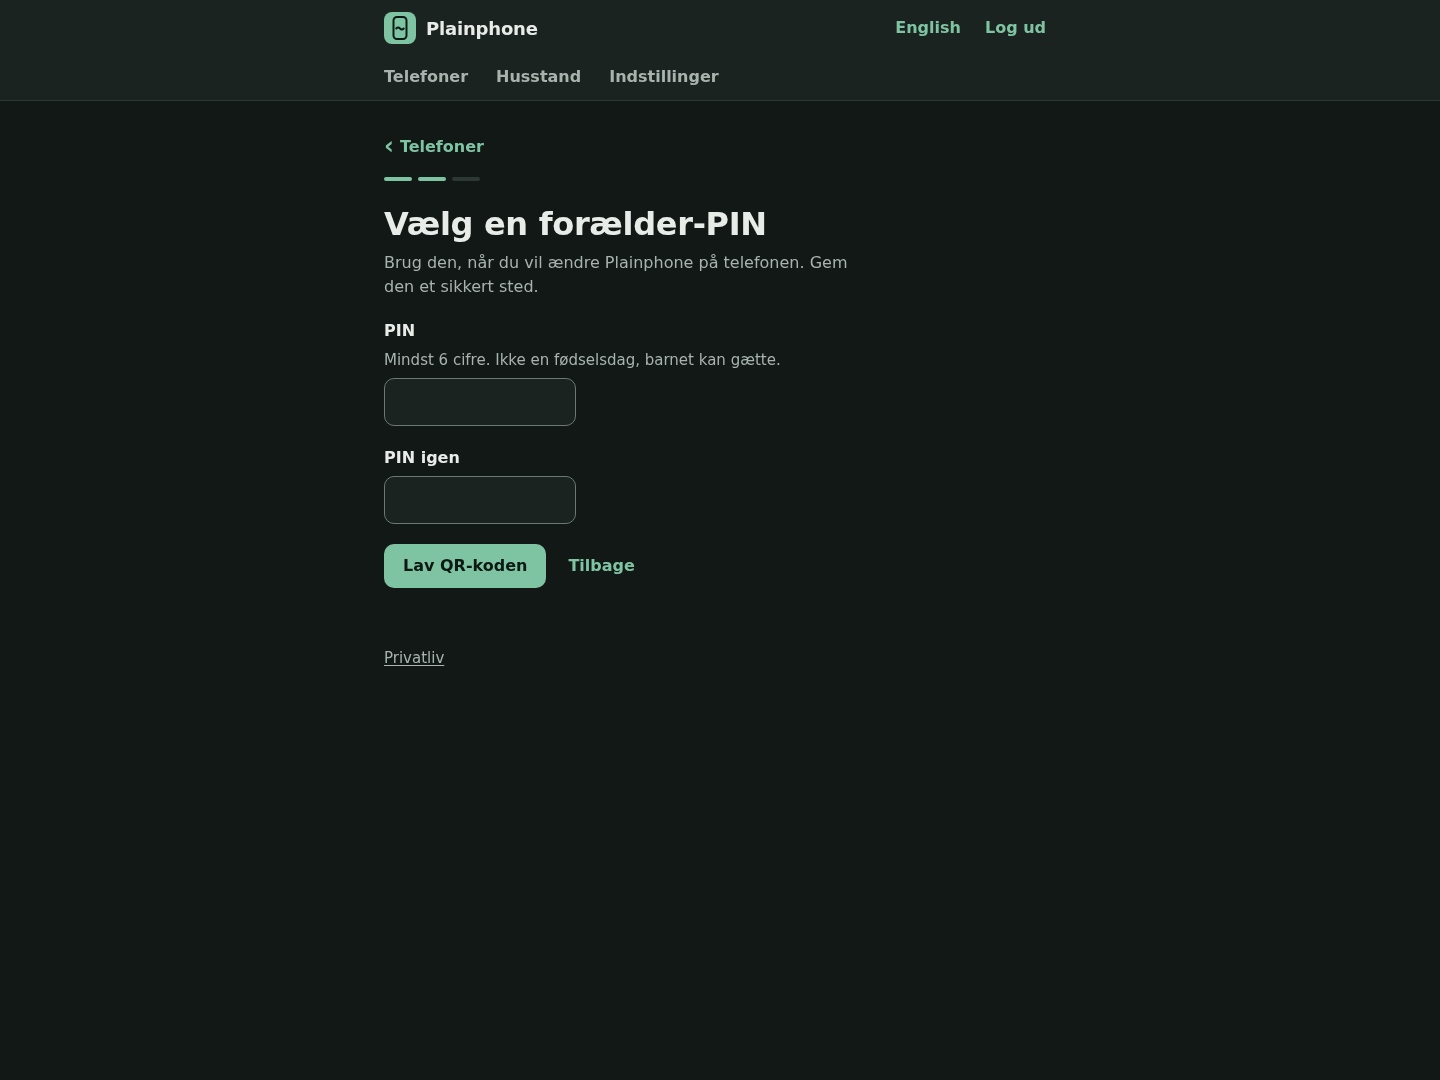 Plainphone
English
Log ud
Telefoner
Husstand
Indstillinger
‹ Telefoner
Vælg en forælder-PIN
Brug den, når du vil ændre Plainphone på telefonen. Gem
den et sikkert sted.
PIN
Mindst 6 cifre. Ikke en fødselsdag, barnet kan gætte.
PIN igen
Lav QR-koden
Tilbage
Privatliv